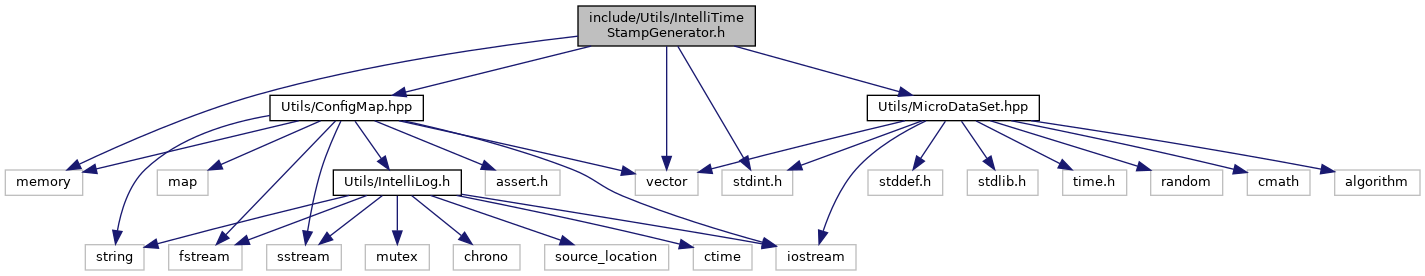 include/Utils/IntelliTime
StampGenerator.h
Utils/ConfigMap.hpp
Utils/MicroDataSet.hpp
memory
map
Utils/IntelliLog.h
assert.h
vector
stdint.h
stddef.h
stdlib.h
time.h
random
cmath
algorithm
string
fstream
sstream
mutex
chrono
source_location
ctime
iostream